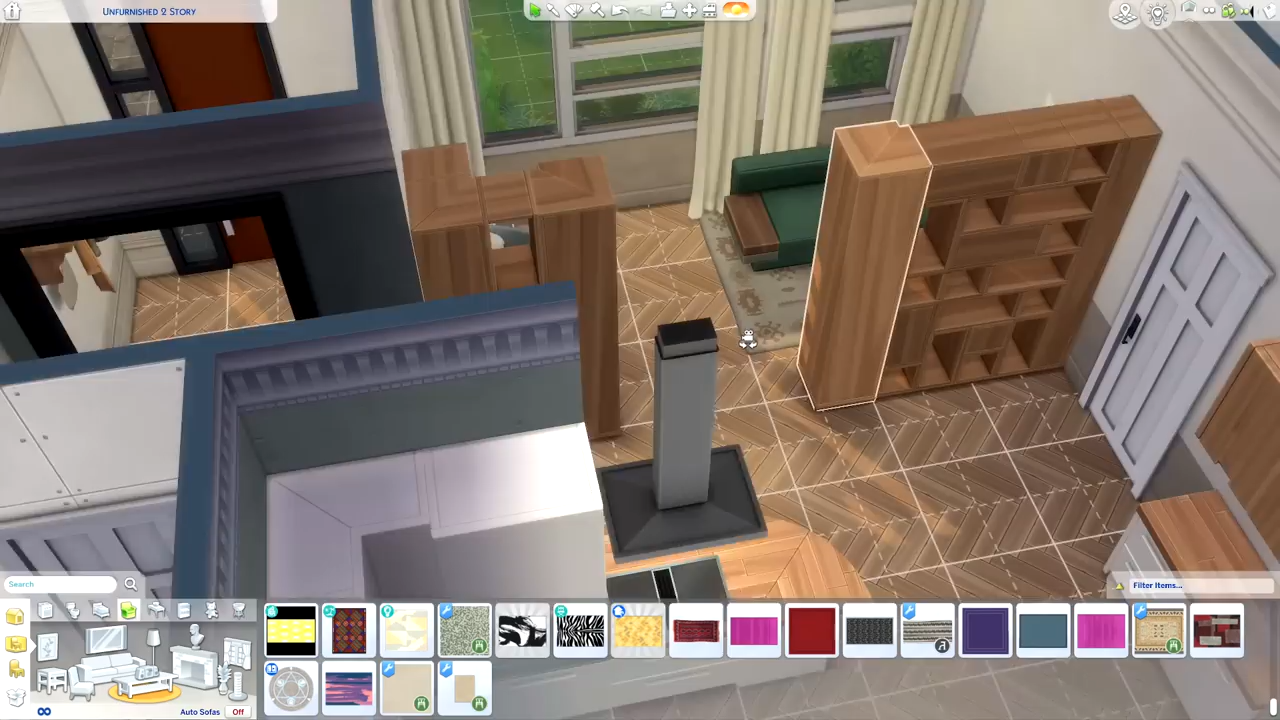 UNFURNISHED 2 STORY
Search
Filter Items...
Auto Sofas Off